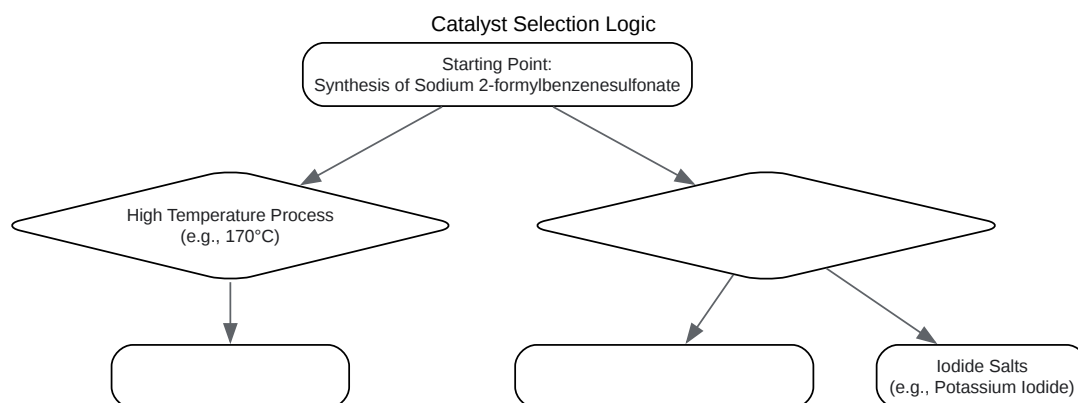 Catalyst Selection Logic
Starting Point:
Synthesis of Sodium 2-formylbenzenesulfonate
High Temperature Process
(e.g., 170°C)
Iodide Salts
(e.g., Potassium Iodide)